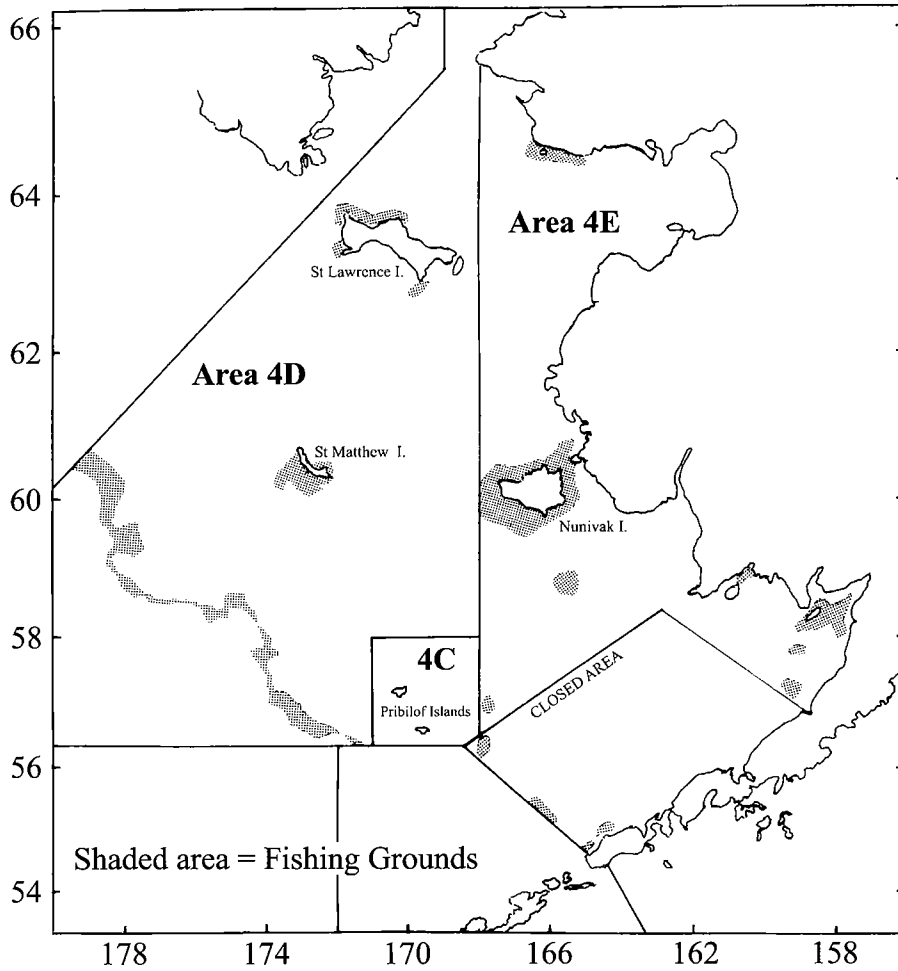 66
64
62
60
58
56
54
178
174
170
166
162
158
Area 4E
St Lawrence I.
Area 4D
St Matthew I.
Nunivak I.
4C
CLOSED AREA
Pribilof Islands
Shaded area = Fishing Grounds